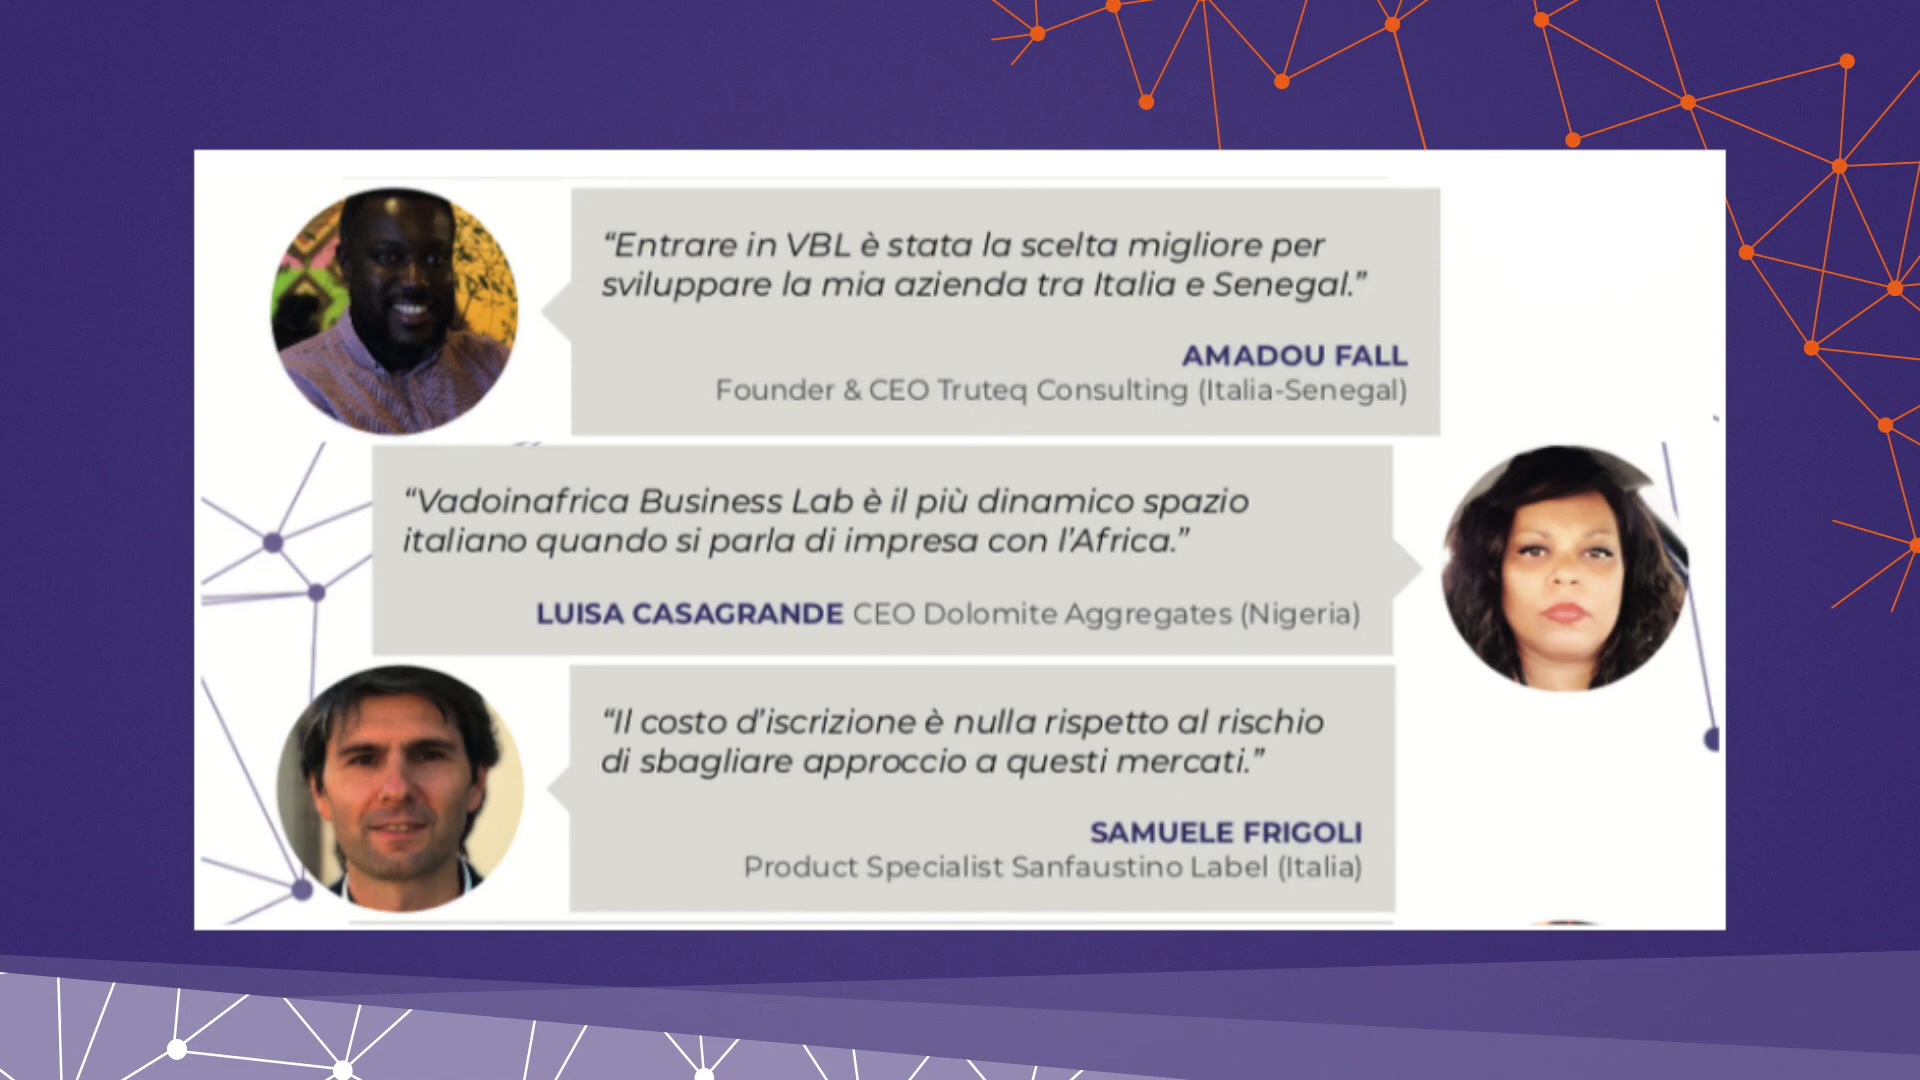 “Entrare in VBL è stata la scelta migliore per
sviluppare la mia azienda tra Italia e Senegal.”
AMADOU FALL
Founder & CEO Truteq Consulting (Italia-Senegal)
“Vadoinafrica Business Lab è il più dinamico spazio
italiano quando si parla di impresa con l’Africa.”
LUISA CASAGRANDE CEO Dolomite Aggregates (Nigeria)
“Il costo d’iscrizione è nulla rispetto al rischio
di sbagliare approccio a questi mercati.”
SAMUELE FRIGOLI
Product Specialist Sanfaustino Label (Italia)